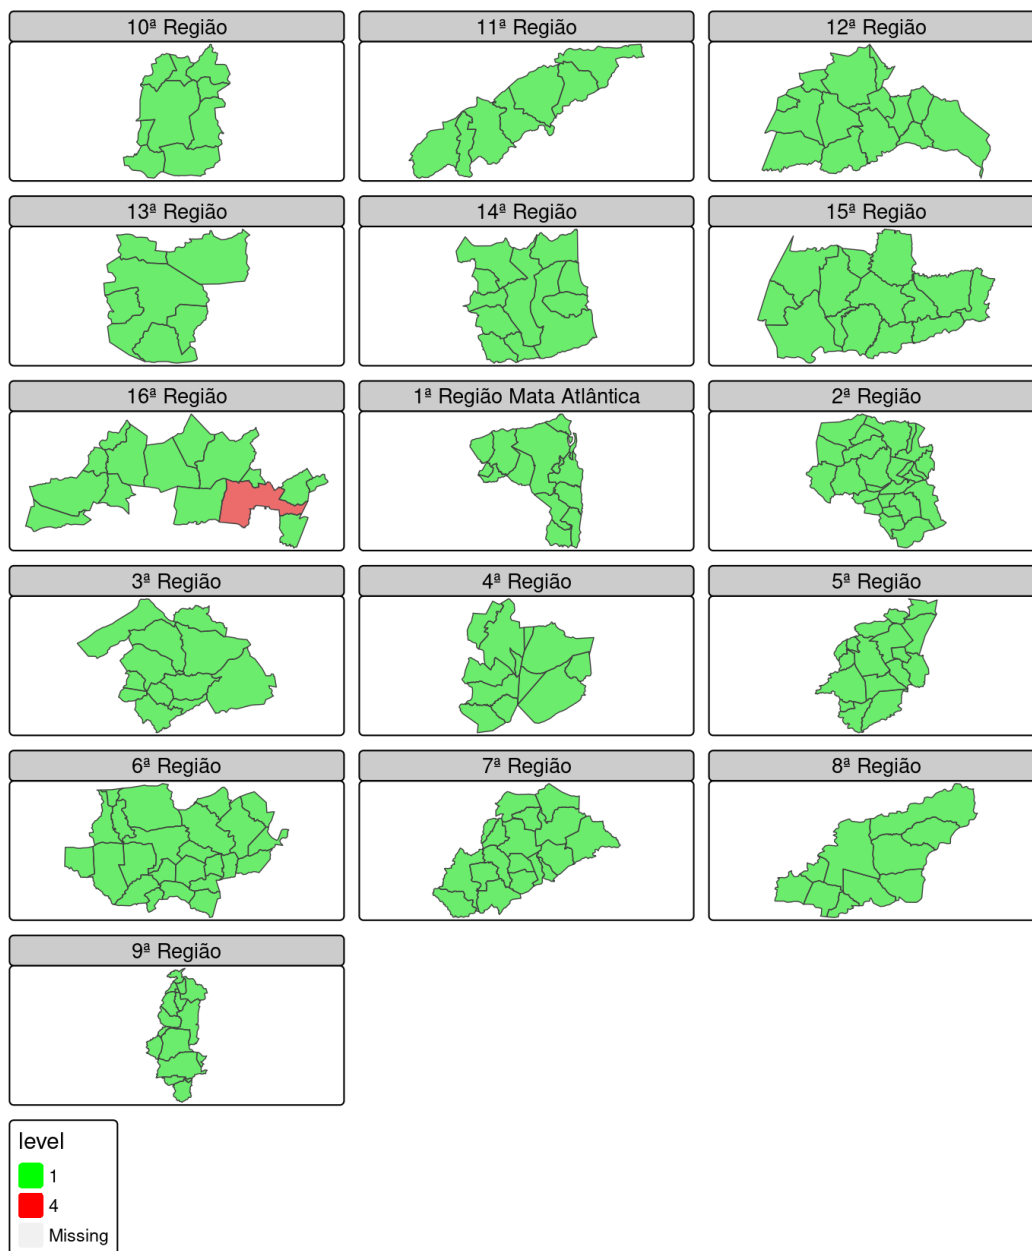 10ª Região
11ª Região
12ª Região
13ª Região
14ª Região
15ª Região
16ª Região
1ª Região Mata Atlântica
2ª Região
3ª Região
4ª Região
5ª Região
6ª Região
7ª Região
8ª Região
9ª Região
level
1
4
Missing